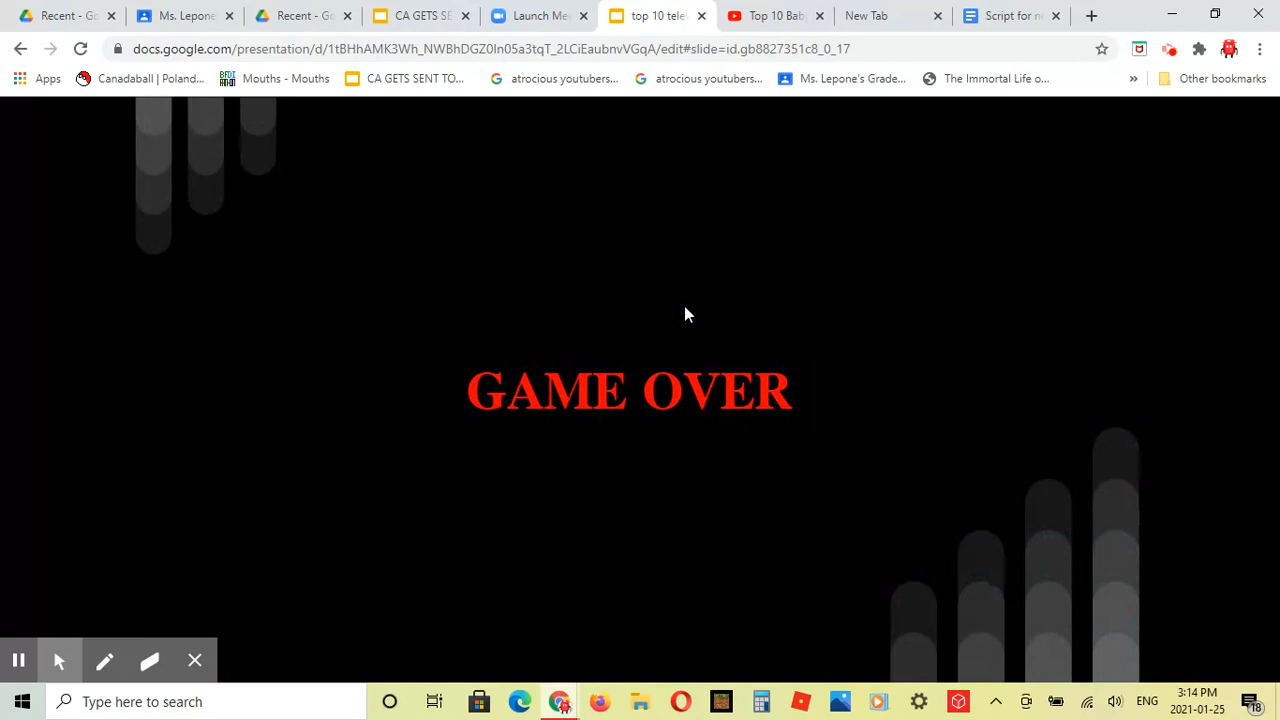 Recent - Go
Ms. Lepone
Recent - Go
CA GETS SE
Launch Me
top 10 tele
Top 10 Bab
New Tab
Script for m
docs.google.com/presentation/d/1tBHhAMK3Wh_NWBhDGZ0ln05a3tqT_2LCiEaubnvVGqA/edit#slide=id.gb8827351c8_0_17
Apps
Canadaball | Poland...
BFDI
Mouths - Mouths
CA GETS SENT TO...
atrocious youtubers...
atrocious youtubers...
Ms. Lepone's Grade...
The Immortal Life o...
Other bookmarks
GAME OVER
Type here to search
ENG
3:14 PM
2021-01-25
18